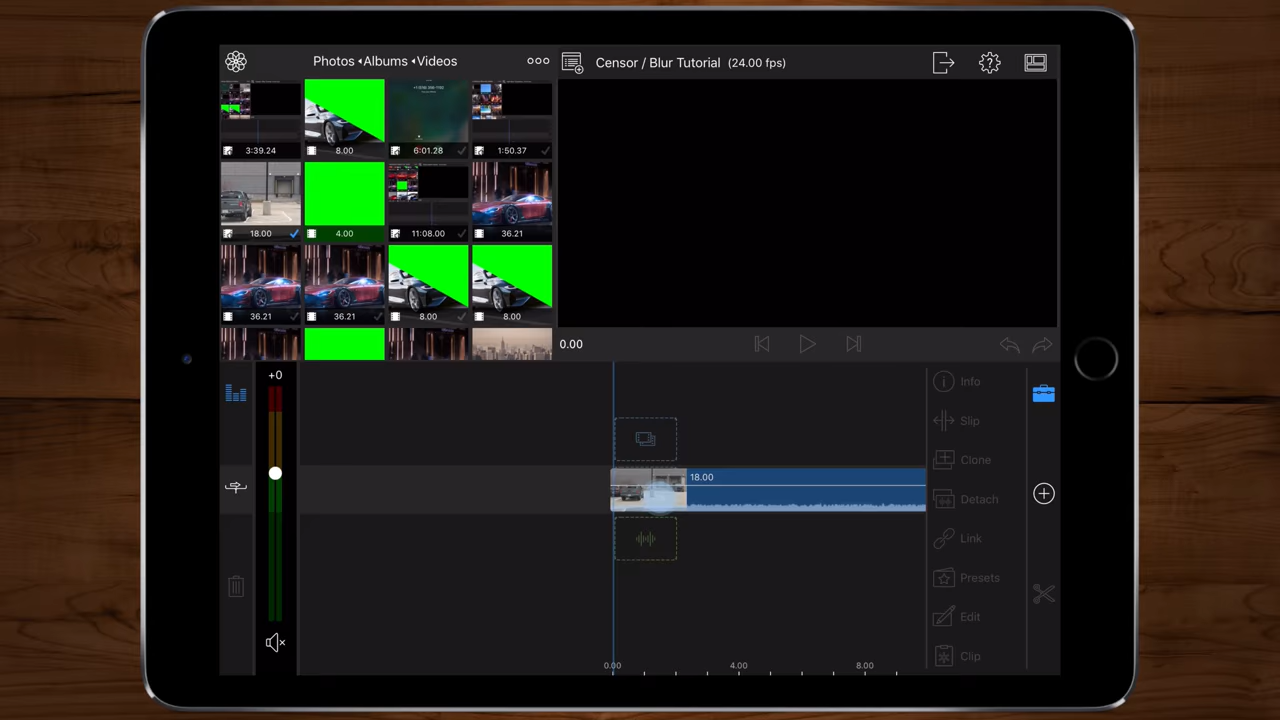 Photos ◂Albums ◂Videos
Censor / Blur Tutorial (24.00 fps)
3:39.24
8.00
6:01.28
1:50.37
18.00
4.00
11:08.00
36.21
36.21
36.21
8.00
8.00
0.00
+0
Info
Slip
18.00
Clone
Detach
Link
Presets
Edit
Clip
0.00
4.00
8.00